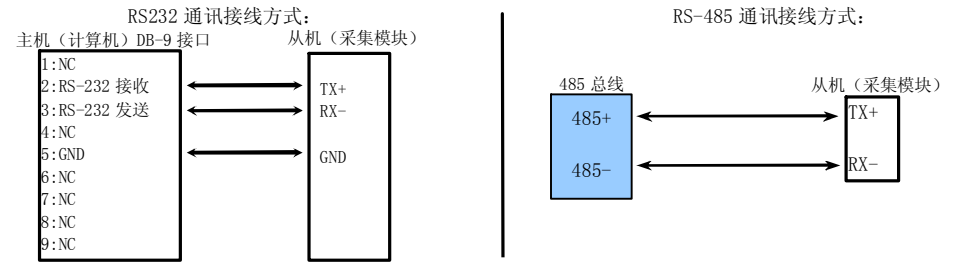 RS232 通讯接线方式：
主机（计算机）DB-9 接口
从机（采集模块）
1:NC
2:RS-232 接收
3:RS-232 发送
4:NC
5:GND
6:NC
7:NC
8:NC
9:NC
TX+
RX-
GND
RS-485 通讯接线方式：
485 总线
从机（采集模块）
485+
485-
TX+
RX-